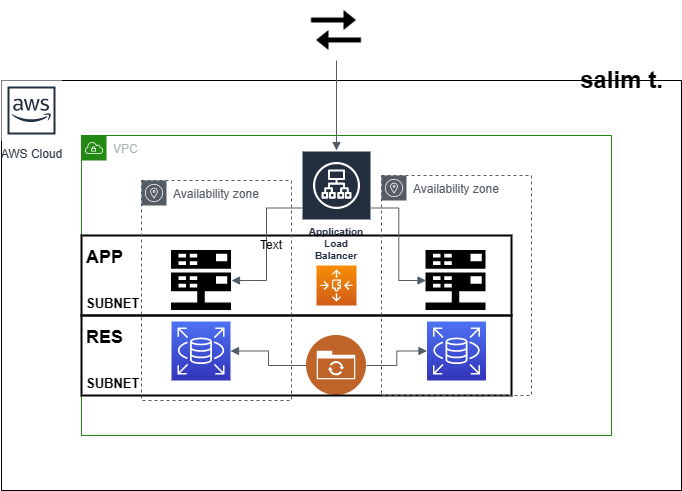 salim t.
aws
AWS Cloud
VPC
Availability zone
Availability zone
Application
Load
Balancer
Text
APP
SUBNET
RES
SUBNET